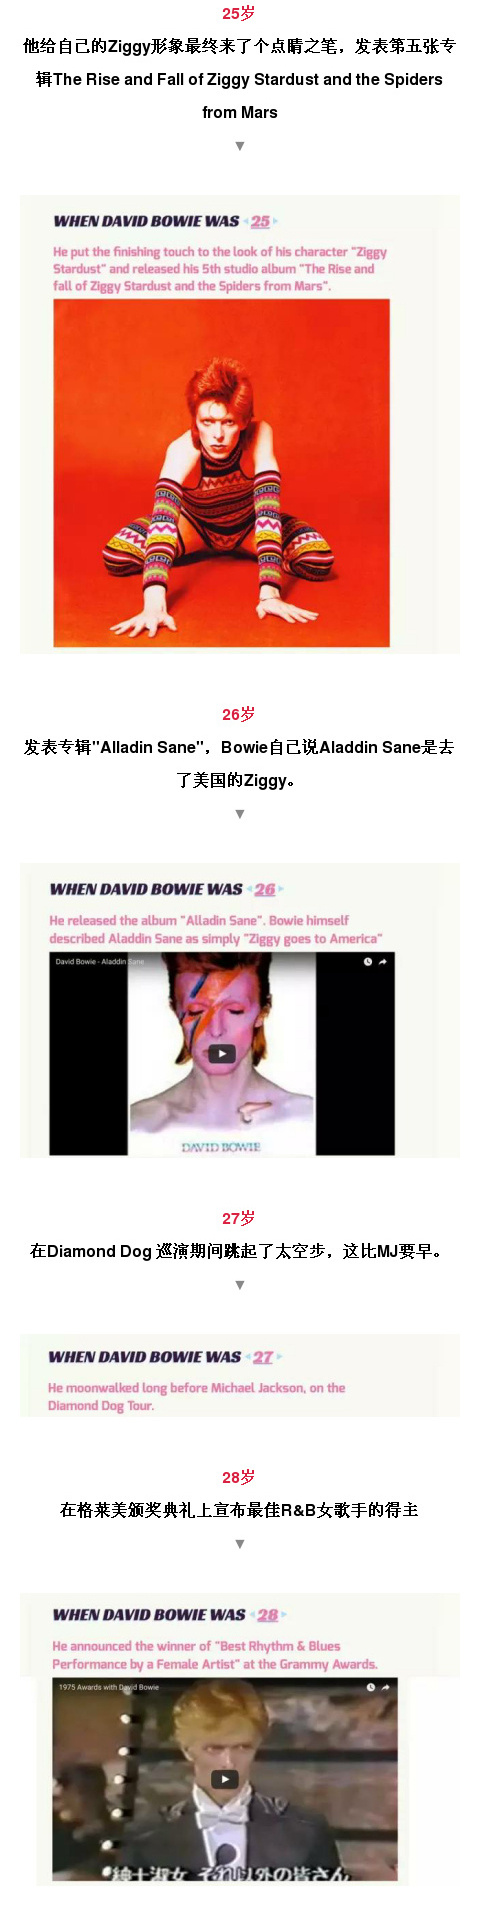 25岁
他给自己的Ziggy形象最终来了个点睛之笔，发表第五张专
辑The Rise and Fall of Ziggy Stardust and the Spiders
from Mars
▼
WHEN DAVID BOWIE WAS 25
He put the finishing touch to the look of his character "Ziggy
Stardust" and released his 5th studio album "The Rise and
fall of Ziggy Stardust and the Spiders from Mars".
26岁
发表专辑"Alladin Sane"，Bowie自己说Aladdin Sane是去
了美国的Ziggy。
▼
WHEN DAVID BOWIE WAS 26
He released the album "Alladin Sane". Bowie himself
described Aladdin Sane as simply "Ziggy goes to America"
David Bowie - Aladdin Sane
DAVID BOWIE
27岁
在Diamond Dog 巡演期间跳起了太空步，这比MJ要早。
▼
WHEN DAVID BOWIE WAS 27
He moonwalked long before Michael Jackson, on the
Diamond Dog Tour.
28岁
在格莱美颁奖典礼上宣布最佳R&B女歌手的得主
▼
WHEN DAVID BOWIE WAS 28
He announced the winner of "Best Rhythm & Blues
Performance by a Female Artist" at the Grammy Awards.
1975 Awards with David Bowie
紳士淑女 それ以外の皆さん